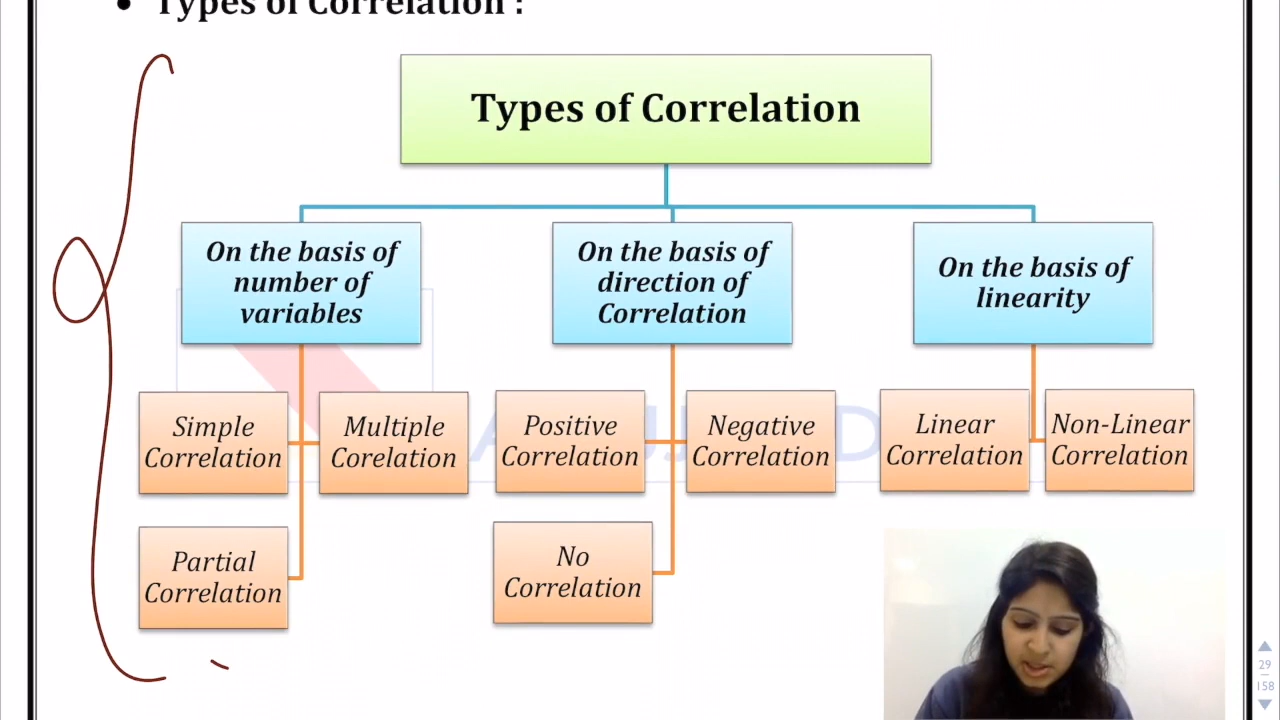 • Types of Correlation :
Types of Correlation
On the basis of
number of
variables
On the basis of
direction of
Correlation
On the basis of
linearity
Simple
Correlation
Multiple
Corelation
Positive
Correlation
Negative
Correlation
Linear
Correlation
Non-Linear
Correlation
Partial
Correlation
No
Correlation
29
158